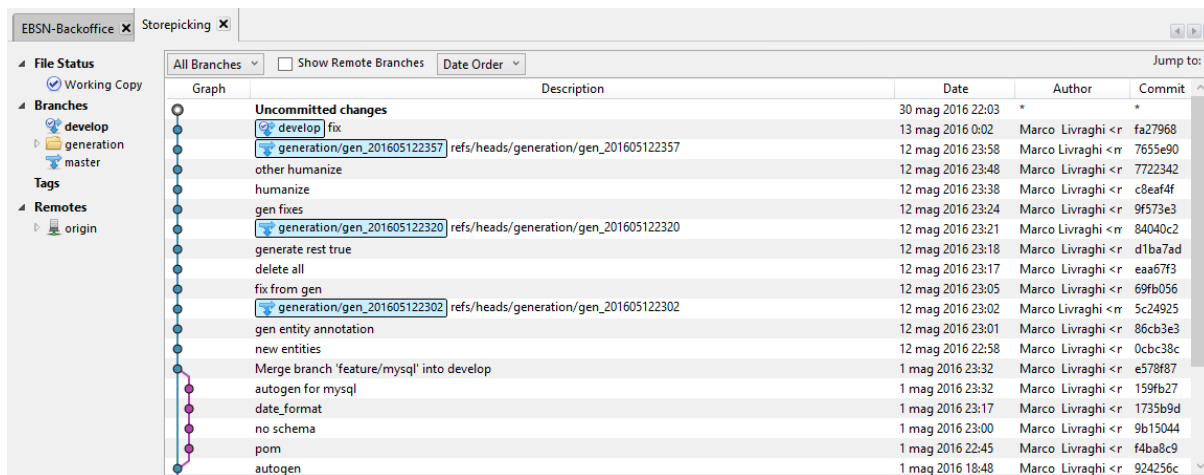 EBSN-Backoffice Storepicking
File Status
Working Copy
Branches
develop
generation
master
Tags
Remotes
origin
All Branches Show Remote Branches Date Order Jump to:
Graph Description Date Author Commit
Uncommitted changes 30 mag 2016 22:03 * *
develop fix 13 mag 2016 0:02 Marco Livraghi <r fa27968
generation/gen_201605122357 refs/heads/generation/gen_201605122357 12 mag 2016 23:58 Marco Livraghi <m 7655e90
other humanize 12 mag 2016 23:48 Marco Livraghi <r 7722342
humanize 12 mag 2016 23:38 Marco Livraghi <r c8eaf4f
gen fixes 12 mag 2016 23:24 Marco Livraghi <r 9f573e3
generation/gen_201605122320 refs/heads/generation/gen_201605122320 12 mag 2016 23:21 Marco Livraghi <m 84040c2
generate rest true 12 mag 2016 23:18 Marco Livraghi <r d1ba7ad
delete all 12 mag 2016 23:17 Marco Livraghi <r eaa67f3
fix from gen 12 mag 2016 23:05 Marco Livraghi <r 69fb056
generation/gen_201605122302 refs/heads/generation/gen_201605122302 12 mag 2016 23:02 Marco Livraghi <m 5c24925
gen entity annotation 12 mag 2016 23:01 Marco Livraghi <r 86cb3e3
new entities 12 mag 2016 22:58 Marco Livraghi <r 0cbc38c
Merge branch 'feature/mysql' into develop 1 mag 2016 23:32 Marco Livraghi <r e578f87
autogen for mysql 1 mag 2016 23:32 Marco Livraghi <r 159fb27
date_format 1 mag 2016 23:17 Marco Livraghi <r 1735b9d
no schema 1 mag 2016 23:00 Marco Livraghi <r 9b15044
pom 1 mag 2016 22:45 Marco Livraghi <r f4ba8c9
autogen 1 mag 2016 18:48 Marco Livraghi <r 924256c